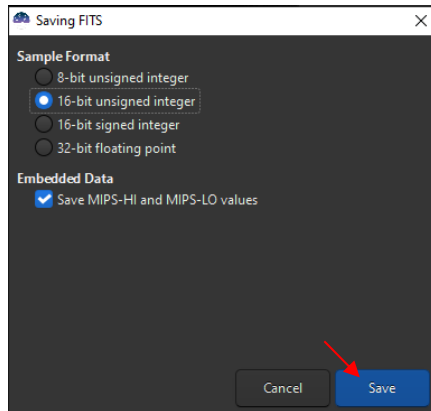 Saving FITS
Sample Format
8-bit unsigned integer
16-bit unsigned integer
16-bit signed integer
32-bit floating point
Embedded Data
Save MIPS-HI and MIPS-LO values
Cancel
Save